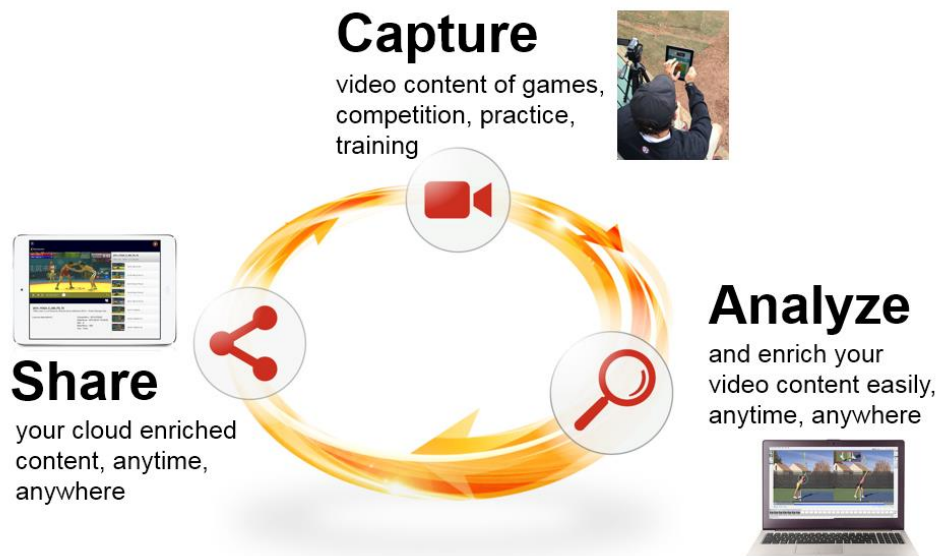 Capture
video content of games,
competition, practice,
training
Analyze
and enrich your
video content easily,
anytime, anywhere
Share
your cloud enriched
content, anytime,
anywhere